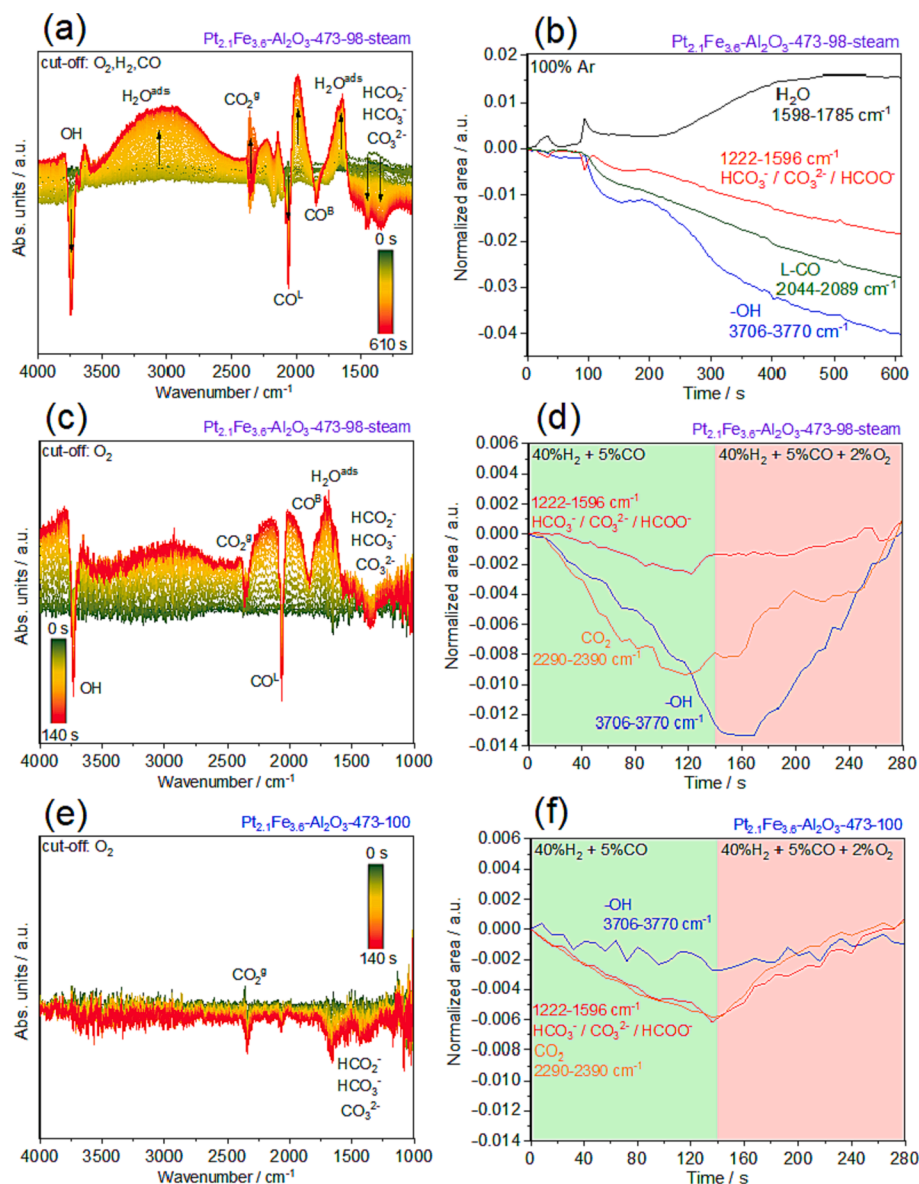 (a)
Pt2.1Fe3.6-Al2O3-473-98-steam
cut-off: O2,H2,CO
H2Oads
CO2g
H2Oads
HCO2-
HCO3-
CO32-
OH
COB
COL
0 s
610 s
Abs. units / a.u.
4000 3500 3000 2500 2000 1500
Wavenumber / cm-1
(b)
Pt2.1Fe3.6-Al2O3-473-98-steam
100% Ar
H2O
1598-1785 cm-1
1222-1596 cm-1
HCO3- / CO32- / HCOO-
L-CO
2044-2089 cm-1
-OH
3706-3770 cm-1
Normalized area / a.u.
0.02
0.01
0.01
0.00
-0.01
-0.01
-0.02
-0.03
-0.04
0 100 200 300 400 500 600
Time / s
(c)
Pt2.1Fe3.6-Al2O3-473-98-steam
cut-off: O2
H2Oads
COB
CO2g
HCO2-
HCO3-
CO32-
0 s
140 s
OH
COL
Abs. units / a.u.
4000 3500 3000 2500 2000 1500 1000
Wavenumber / cm-1
(d)
Pt2.1Fe3.6-Al2O3-473-98-steam
40%H2 + 5%CO
40%H2 + 5%CO + 2%O2
1222-1596 cm-1
HCO3- / CO32- / HCOO-
CO2
2290-2390 cm-1
-OH
3706-3770 cm-1
Normalized area / a.u.
0.006
0.004
0.002
0.000
-0.002
-0.004
-0.006
-0.008
-0.010
-0.012
-0.014
0 40 80 120 160 200 240 280
Time / s
(e)
Pt2.1Fe3.6-Al2O3-473-100
cut-off: O2
0 s
140 s
CO2g
HCO2-
HCO3-
CO32-
Abs. units / a.u.
4000 3500 3000 2500 2000 1500 1000
Wavenumber / cm-1
(f)
Pt2.1Fe3.6-Al2O3-473-100
40%H2 + 5%CO
40%H2 + 5%CO + 2%O2
-OH
3706-3770 cm-1
1222-1596 cm-1
HCO3- / CO32- / HCOO-
CO2
2290-2390 cm-1
Normalized area / a.u.
0.006
0.004
0.002
0.000
-0.002
-0.004
-0.006
-0.008
-0.010
-0.012
-0.014
0 40 80 120 160 200 240 280
Time / s